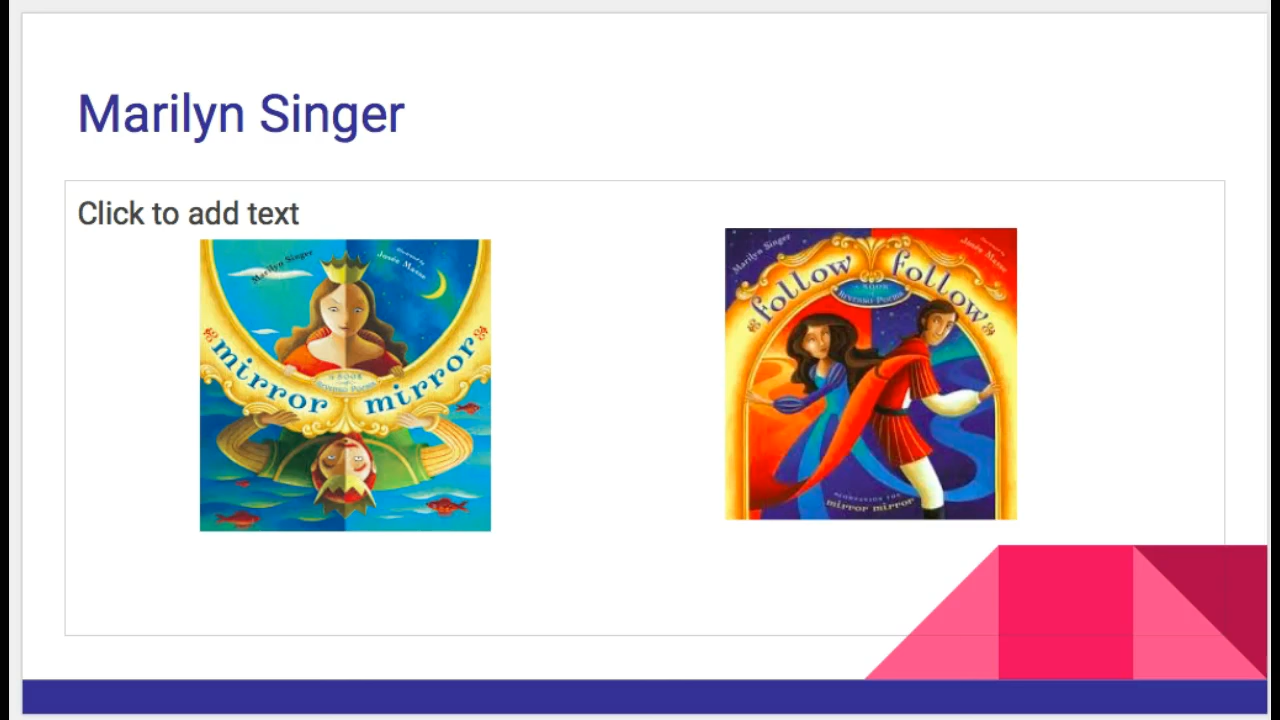 Marilyn Singer
Click to add text
Marilyn Singer
Josée Masse
mirror mirror
A BOOK
Reverso Poems
Marilyn Singer
Josée Masse
follow follow
A BOOK
Reverso Poems
mirror mirror